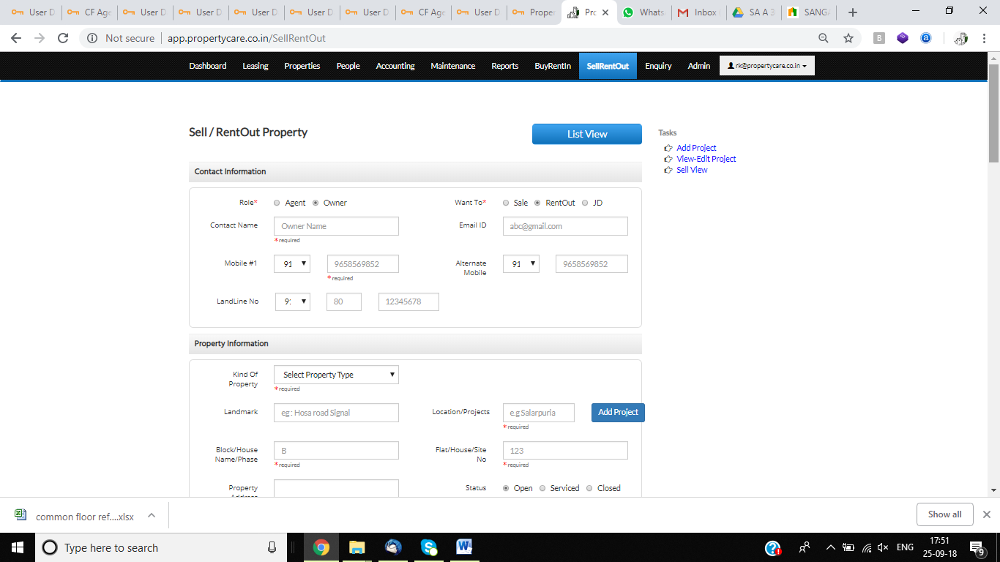 User D CF Age User D User D User D User D User D CF Age User D Proper Pro Whats Inbox SA A 3 SANGA
Not secure | app.propertycare.co.in/SellRentOut
Dashboard Leasing Properties People Accounting Maintenance Reports BuyRentIn SellRentOut Enquiry Admin rk@propertycare.co.in
Sell / RentOut Property List View Tasks
Add Project
View-Edit Project
Sell View
Contact Information
Role* Agent Owner Want To* Sale RentOut JD
Contact Name Owner Name Email ID abc@gmail.com
*required
Mobile #1 91 9658569852 Alternate Mobile 91 9658569852
*required
LandLine No 80 12345678
Property Information
Kind Of Property Select Property Type
*required
Landmark eg : Hosa road Signal Location/Projects e.g Salarpuria Add Project
*required
Block/House Name/Phase B Flat/House/Site No 123
*required *required
Property Address Status Open Serviced Closed
common floor ref....xlsx Show all
Type here to search ENG 17:51
25-09-18 9